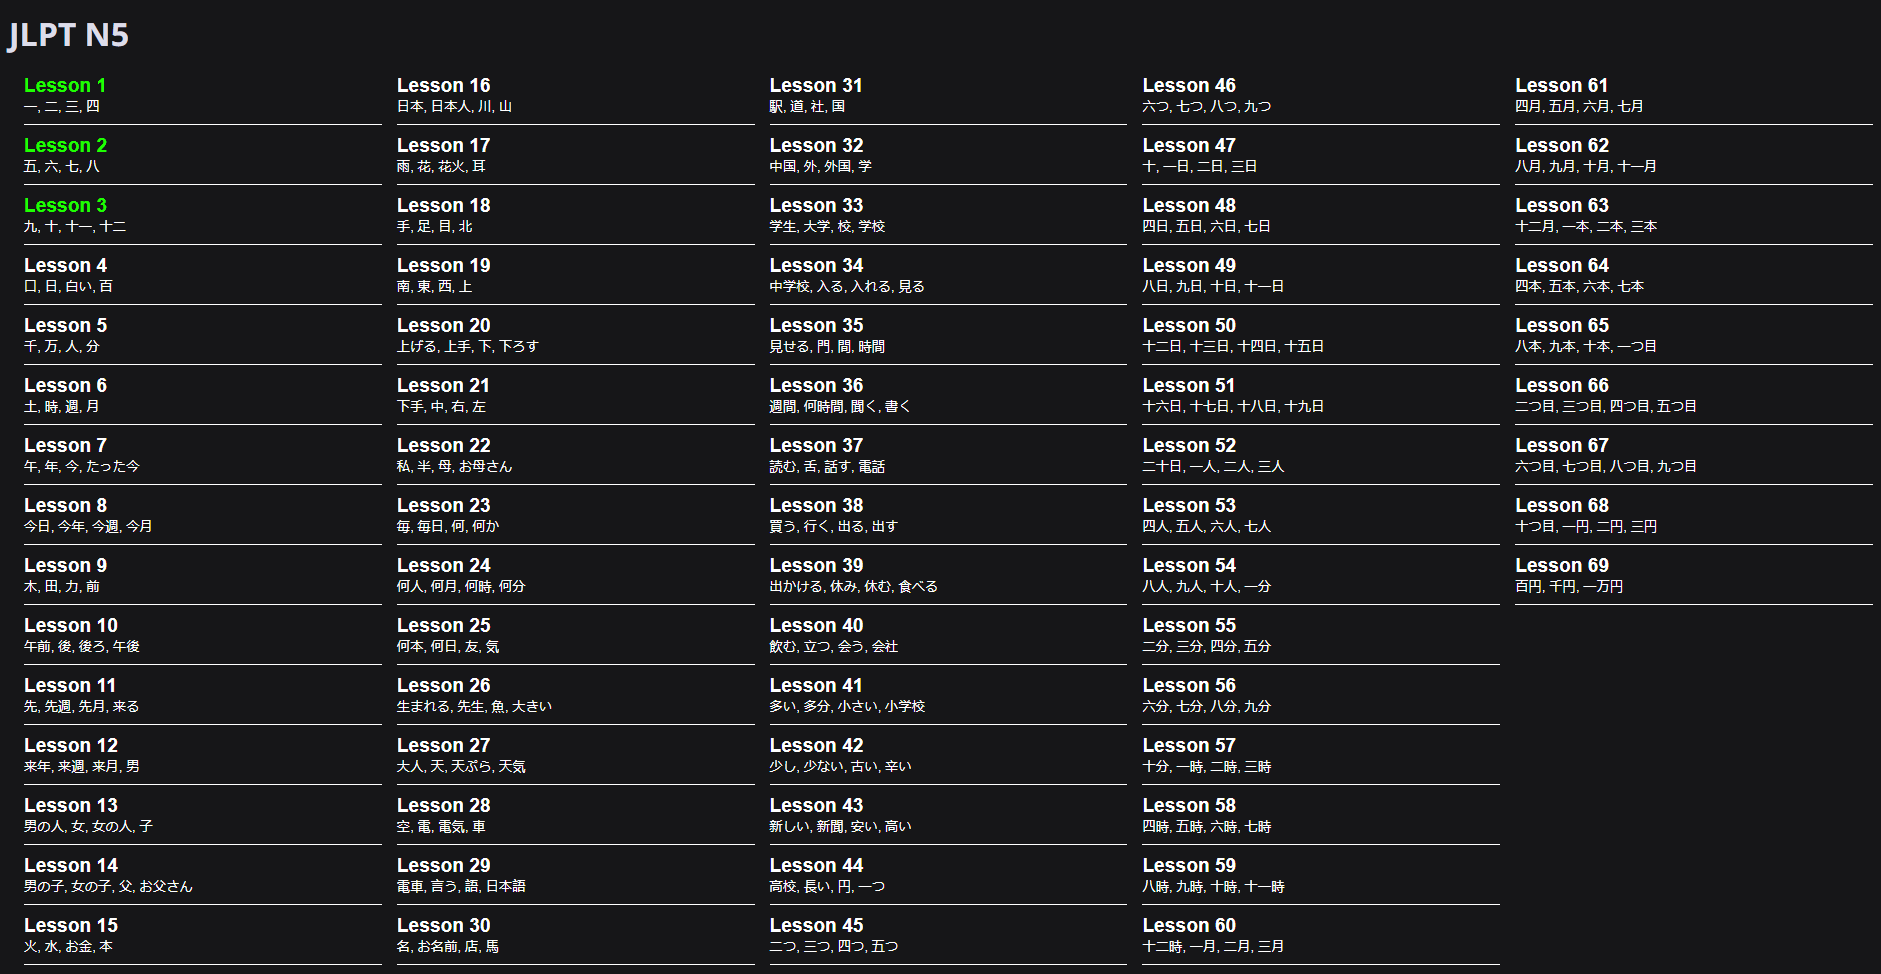 JLPT N5
Lesson 1
一, 二, 三, 四
Lesson 2
五, 六, 七, 八
Lesson 3
九, 十, 十一, 十二
Lesson 4
口, 日, 白い, 百
Lesson 5
千, 万, 人, 分
Lesson 6
土, 時, 週, 月
Lesson 7
午, 年, 今, たった今
Lesson 8
今日, 今年, 今週, 今月
Lesson 9
木, 田, 力, 前
Lesson 10
午前, 後, 後ろ, 午後
Lesson 11
先, 先週, 先月, 来る
Lesson 12
来年, 来週, 来月, 男
Lesson 13
男の人, 女, 女の人, 子
Lesson 14
男の子, 女の子, 父, お父さん
Lesson 15
火, 水, お金, 本
Lesson 16
日本, 日本人, 川, 山
Lesson 17
雨, 花, 花火, 耳
Lesson 18
手, 足, 目, 北
Lesson 19
南, 東, 西, 上
Lesson 20
上げる, 上手, 下, 下ろす
Lesson 21
下手, 中, 右, 左
Lesson 22
私, 半, 母, お母さん
Lesson 23
毎, 毎日, 何, 何か
Lesson 24
何人, 何月, 何時, 何分
Lesson 25
何本, 何日, 友, 気
Lesson 26
生まれる, 先生, 魚, 大きい
Lesson 27
大人, 天, 天ぷら, 天気
Lesson 28
空, 電, 電気, 車
Lesson 29
電車, 言う, 語, 日本語
Lesson 30
名, お名前, 店, 馬
Lesson 31
駅, 道, 社, 国
Lesson 32
中国, 外, 外国, 学
Lesson 33
学生, 大学, 校, 学校
Lesson 34
中学校, 入る, 入れる, 見る
Lesson 35
見せる, 門, 間, 時間
Lesson 36
週間, 何時間, 聞く, 書く
Lesson 37
読む, 舌, 話す, 電話
Lesson 38
買う, 行く, 出る, 出す
Lesson 39
出かける, 休み, 休む, 食べる
Lesson 40
飲む, 立つ, 会う, 会社
Lesson 41
多い, 多分, 小さい, 小学校
Lesson 42
少し, 少ない, 古い, 辛い
Lesson 43
新しい, 新聞, 安い, 高い
Lesson 44
高校, 長い, 円, 一つ
Lesson 45
二つ, 三つ, 四つ, 五つ
Lesson 46
六つ, 七つ, 八つ, 九つ
Lesson 47
十, 一日, 二日, 三日
Lesson 48
四日, 五日, 六日, 七日
Lesson 49
八日, 九日, 十日, 十一日
Lesson 50
十二日, 十三日, 十四日, 十五日
Lesson 51
十六日, 十七日, 十八日, 十九日
Lesson 52
二十日, 一人, 二人, 三人
Lesson 53
四人, 五人, 六人, 七人
Lesson 54
八人, 九人, 十人, 一分
Lesson 55
二分, 三分, 四分, 五分
Lesson 56
六分, 七分, 八分, 九分
Lesson 57
十分, 一時, 二時, 三時
Lesson 58
四時, 五時, 六時, 七時
Lesson 59
八時, 九時, 十時, 十一時
Lesson 60
十二時, 一月, 二月, 三月
Lesson 61
四月, 五月, 六月, 七月
Lesson 62
八月, 九月, 十月, 十一月
Lesson 63
十二月, 一本, 二本, 三本
Lesson 64
四本, 五本, 六本, 七本
Lesson 65
八本, 九本, 十本, 一つ目
Lesson 66
二つ目, 三つ目, 四つ目, 五つ目
Lesson 67
六つ目, 七つ目, 八つ目, 九つ目
Lesson 68
十つ目, 一円, 二円, 三円
Lesson 69
百円, 千円, 一万円